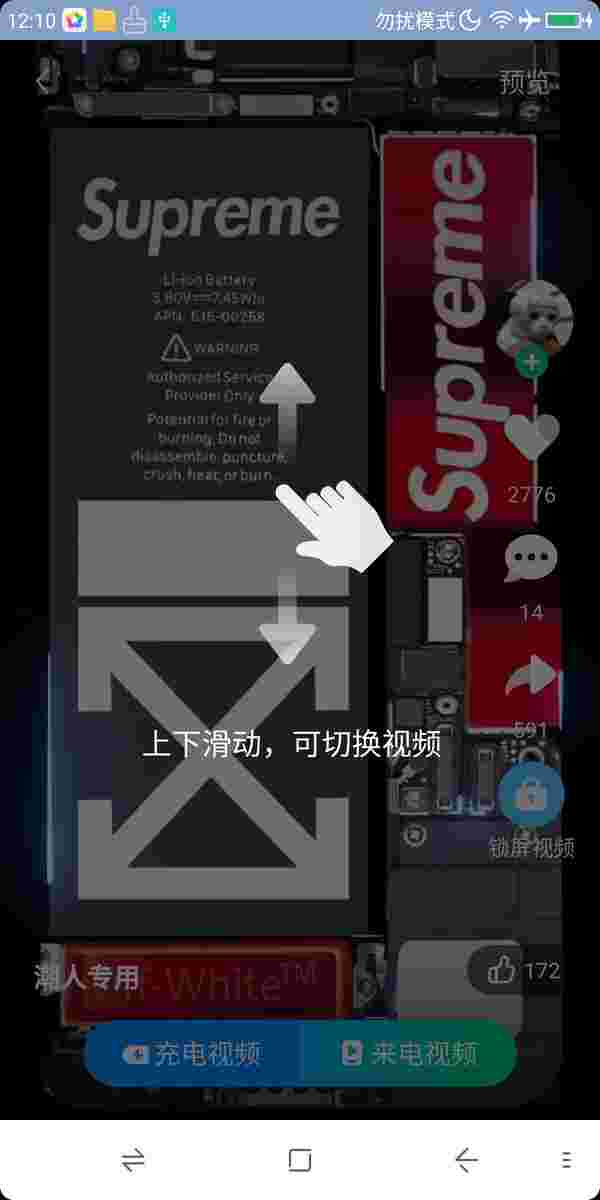 12:10
勿扰模式
预览
Supreme
Li-ion Battery
3.80V⎓7.45Whr
APN: 616-00258
WARNING
Authorized Service
Provider Only
Potential for fire or
burning. Do not
disassemble, puncture,
crush, heat, or burn.
Supreme
2776
14
591
上下滑动，可切换视频
锁屏视频
潮人专用
White™
172
充电视频
来电视频